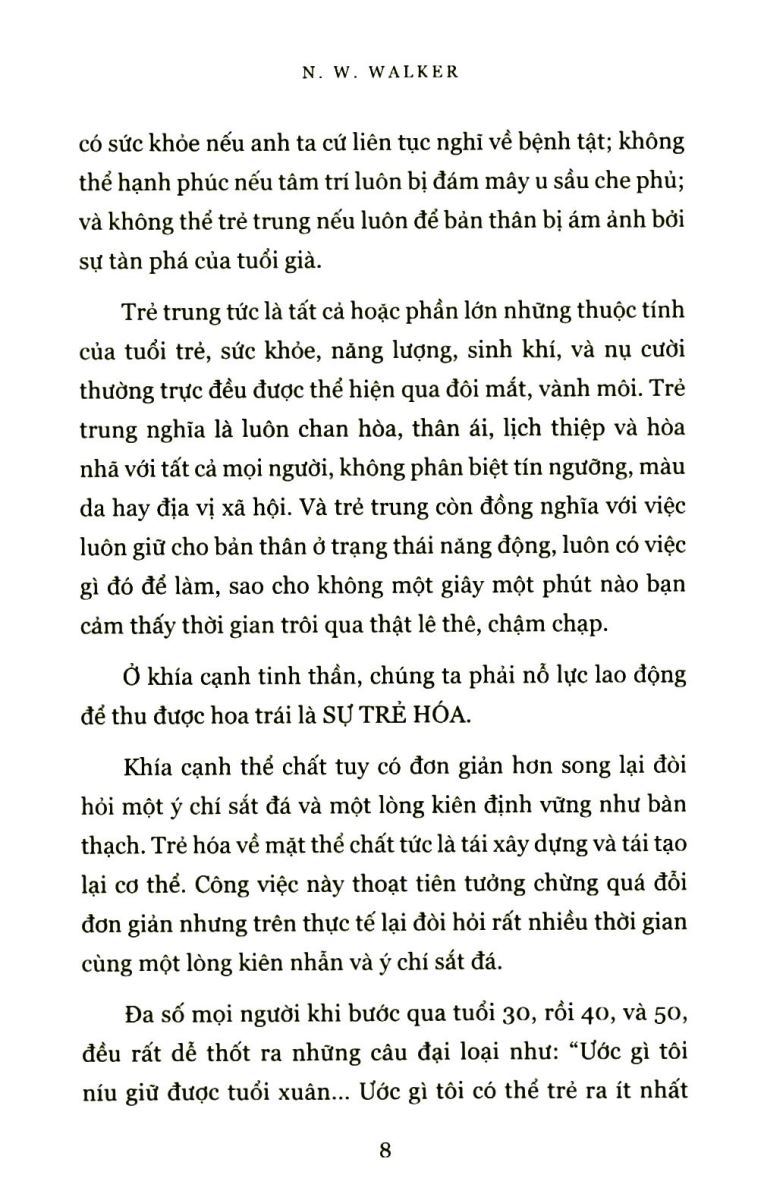 N. W. WALKER
có sức khỏe nếu anh ta cứ liên tục nghĩ về bệnh tật; không
thể hạnh phúc nếu tâm trí luôn bị đám mây u sầu che phủ;
và không thể trẻ trung nếu luôn để bản thân bị ám ảnh bởi
sự tàn phá của tuổi già.
Trẻ trung tức là tất cả hoặc phần lớn những thuộc tính
của tuổi trẻ, sức khỏe, năng lượng, sinh khí, và nụ cười
thường trực đều được thể hiện qua đôi mắt, vành môi. Trẻ
trung nghĩa là luôn chan hòa, thân ái, lịch thiệp và hòa
nhã với tất cả mọi người, không phân biệt tín ngưỡng, màu
da hay địa vị xã hội. Và trẻ trung còn đồng nghĩa với việc
luôn giữ cho bản thân ở trạng thái năng động, luôn có việc
gì đó để làm, sao cho không một giây một phút nào bạn
cảm thấy thời gian trôi qua thật lê thê, chậm chạp.
Ở khía cạnh tinh thần, chúng ta phải nỗ lực lao động
để thu được hoa trái là SỰ TRẺ HÓA.
Khía cạnh thể chất tuy có đơn giản hơn song lại đòi
hỏi một ý chí sắt đá và một lòng kiên định vững như bàn
thạch. Trẻ hóa về mặt thể chất tức là tái xây dựng và tái tạo
lại cơ thể. Công việc này thoạt tiên tưởng chừng quá đỗi
đơn giản nhưng trên thực tế lại đòi hỏi rất nhiều thời gian
cùng một lòng kiên nhẫn và ý chí sắt đá.
Đa số mọi người khi bước qua tuổi 30, rồi 40, và 50,
đều rất dễ thốt ra những câu đại loại như: “Ước gì tôi
níu giữ được tuổi xuân... Ước gì tôi có thể trẻ ra ít nhất
8